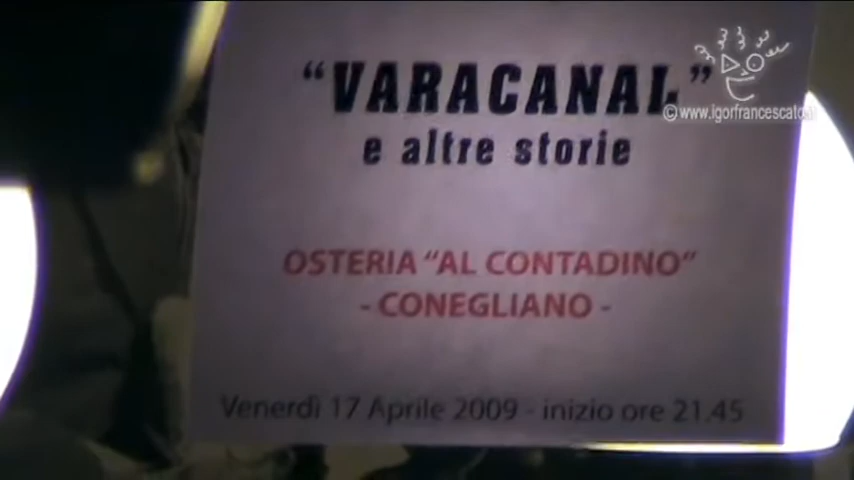 "VARACANAL"
© www.igorfrancescato.it
e altre storie
OSTERIA "AL CONTADINO"
- CONEGLIANO -
Venerdì 17 Aprile 2009 - inizio ore 21.45